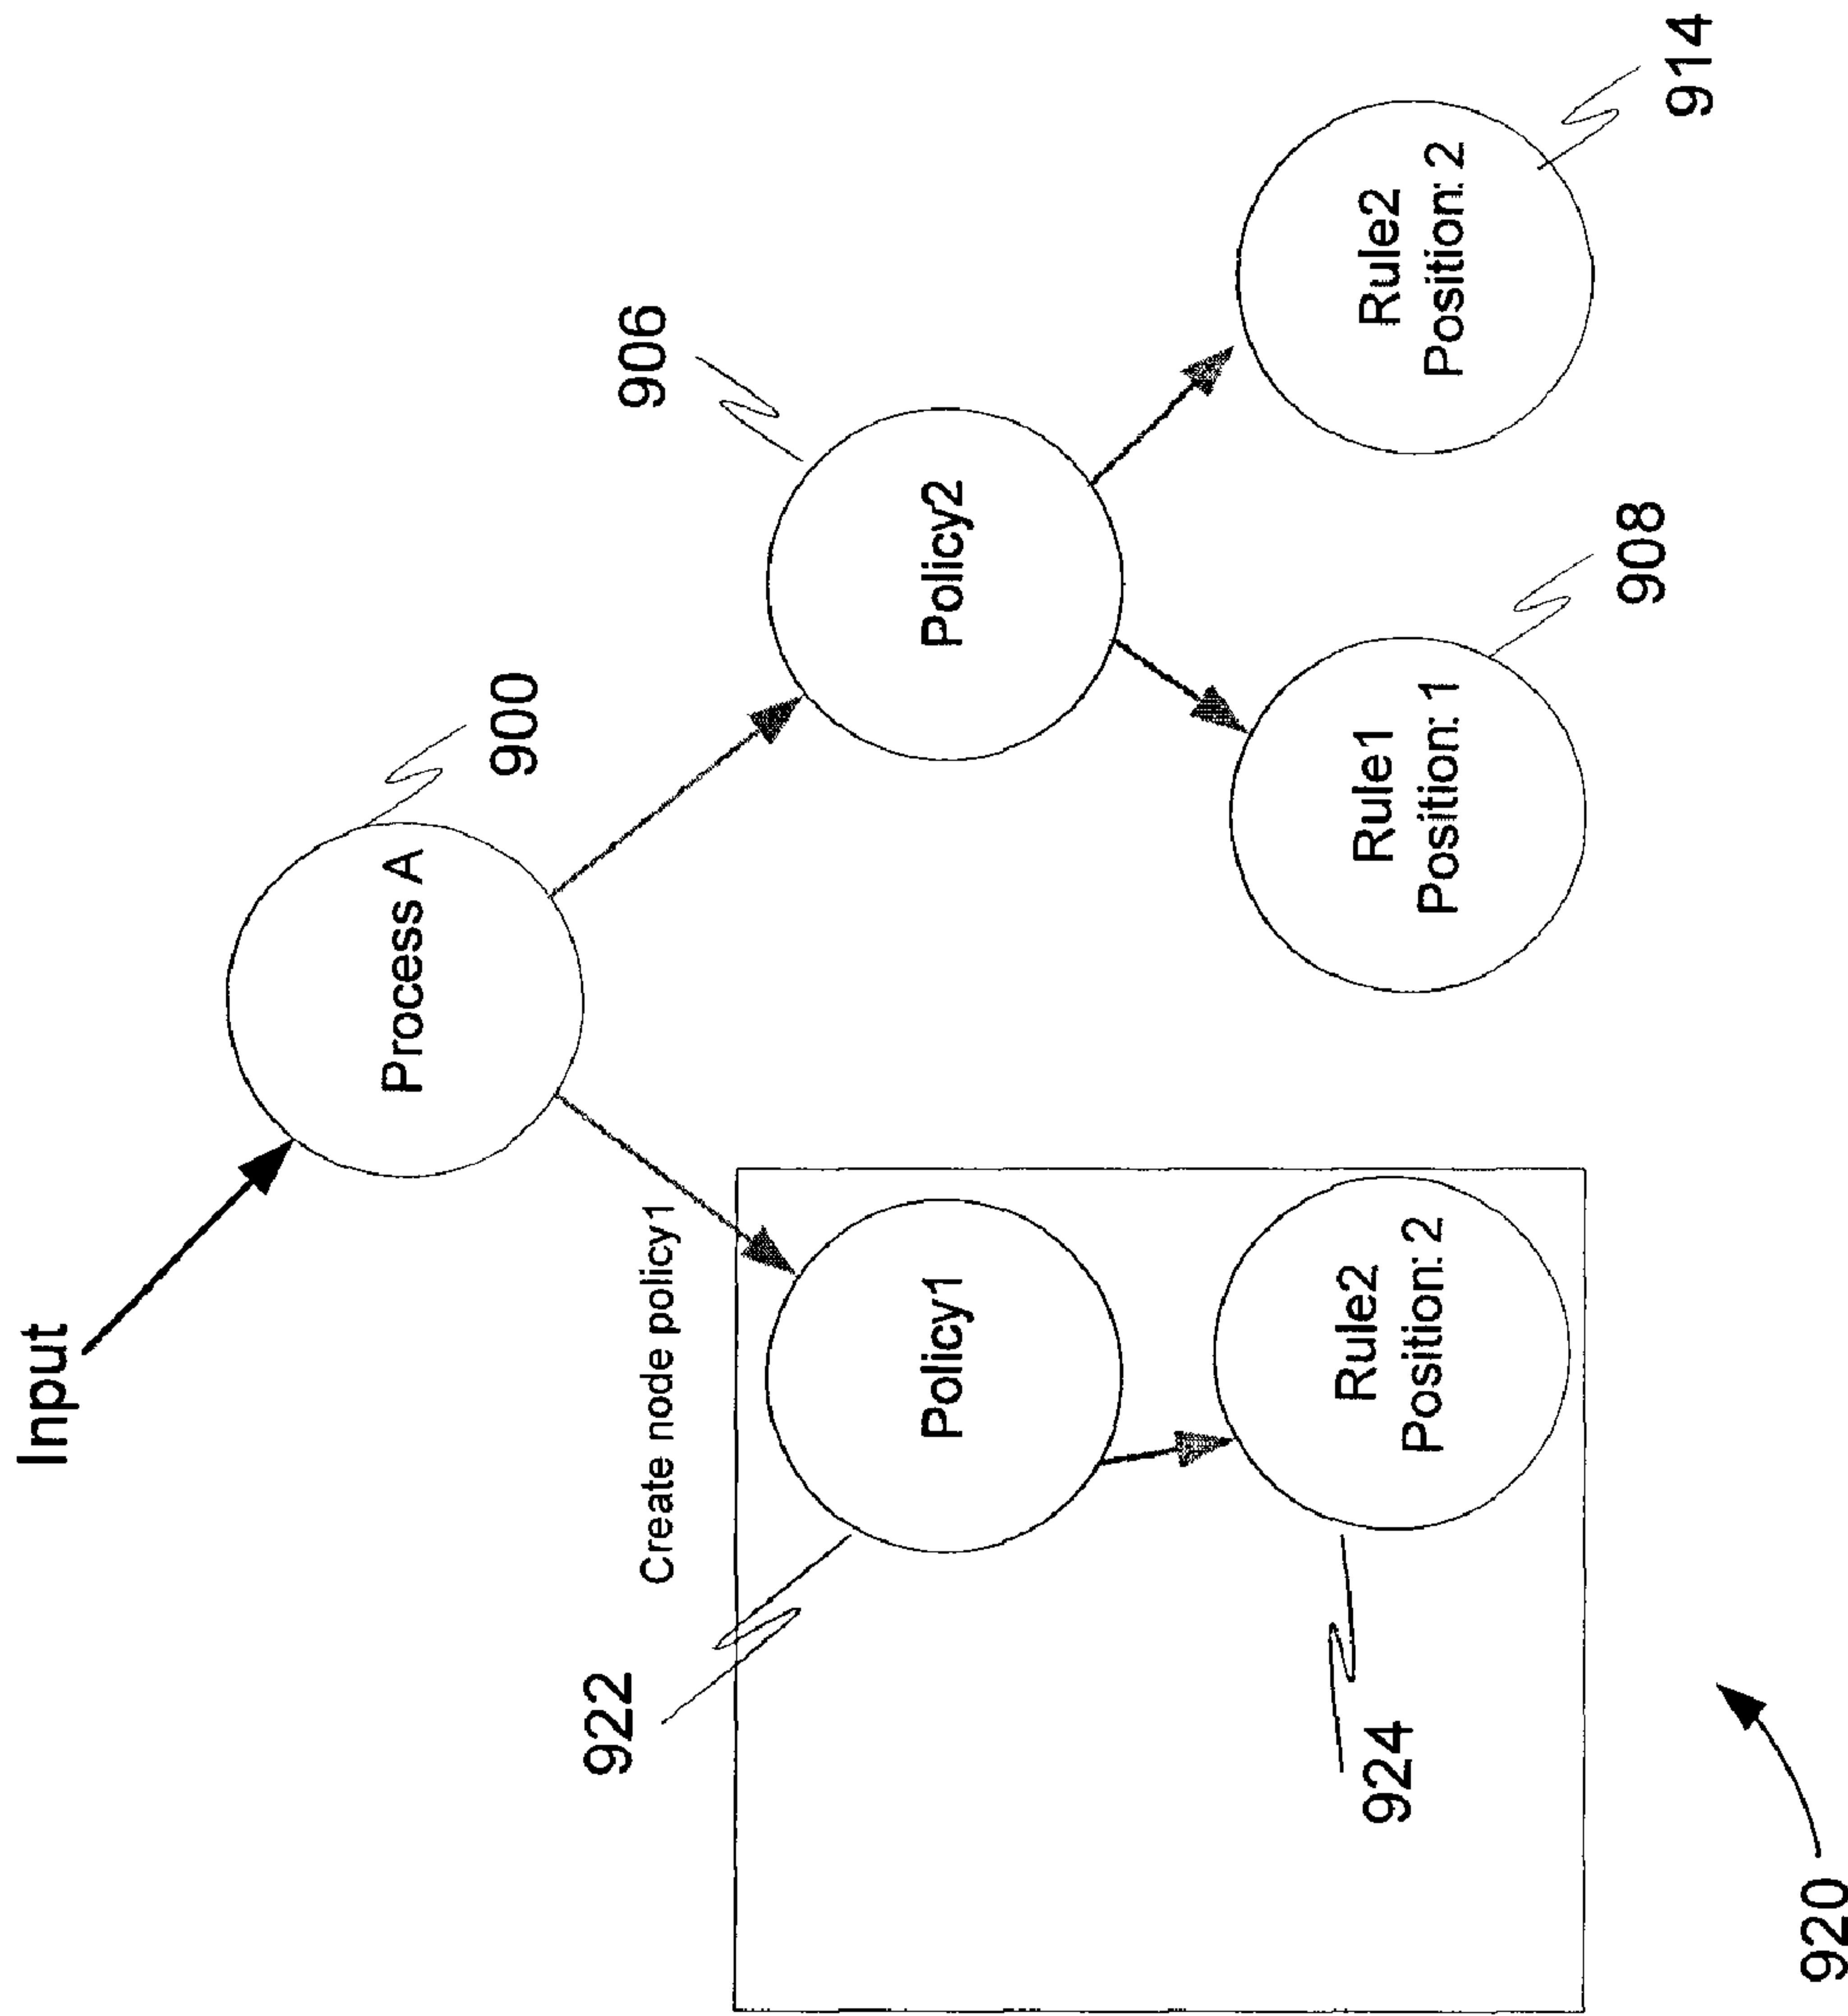 Input
Process A
900
Create node policy1
922
Policy1
Policy2
906
924
Rule2
Position: 2
Rule1
Position: 1
908
Rule2
Position: 2
914
920